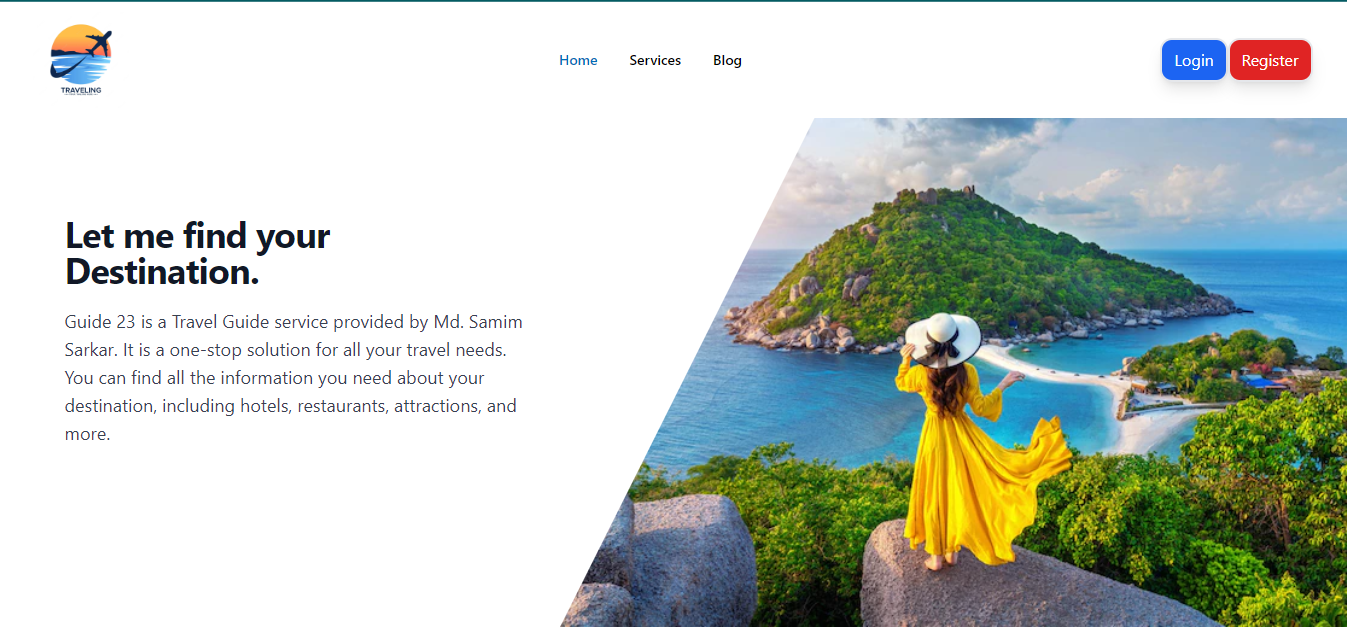 TRAVELING
Home Services Blog
Login Register
Let me find your
Destination.
Guide 23 is a Travel Guide service provided by Md. Samim
Sarkar. It is a one-stop solution for all your travel needs.
You can find all the information you need about your
destination, including hotels, restaurants, attractions, and
more.